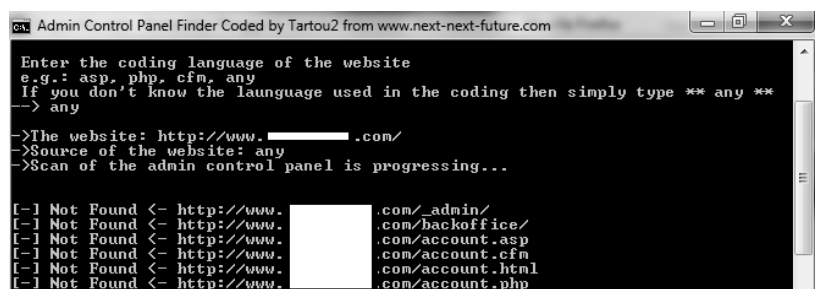 Admin Control Panel Finder Coded by Tartou2 from www.next-next-future.com
Enter the coding language of the website
e.g.: asp, php, cfm, any
If you don't know the launguage used in the coding then simply type ** any **
--> any
->The website: http://www. .com/
->Source of the website: any
->Scan of the admin control panel is progressing...
[-] Not Found <- http://www. .com/_admin/
[-] Not Found <- http://www. .com/backoffice/
[-] Not Found <- http://www. .com/account.asp
[-] Not Found <- http://www. .com/account.cfm
[-] Not Found <- http://www. .com/account.html
[-] Not Found <- http://www. .com/account.php